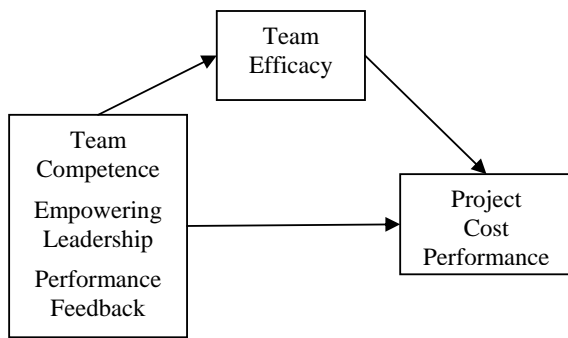 Team
Efficacy
Team
Competence
Empowering
Leadership
Performance
Feedback
Project
Cost
Performance